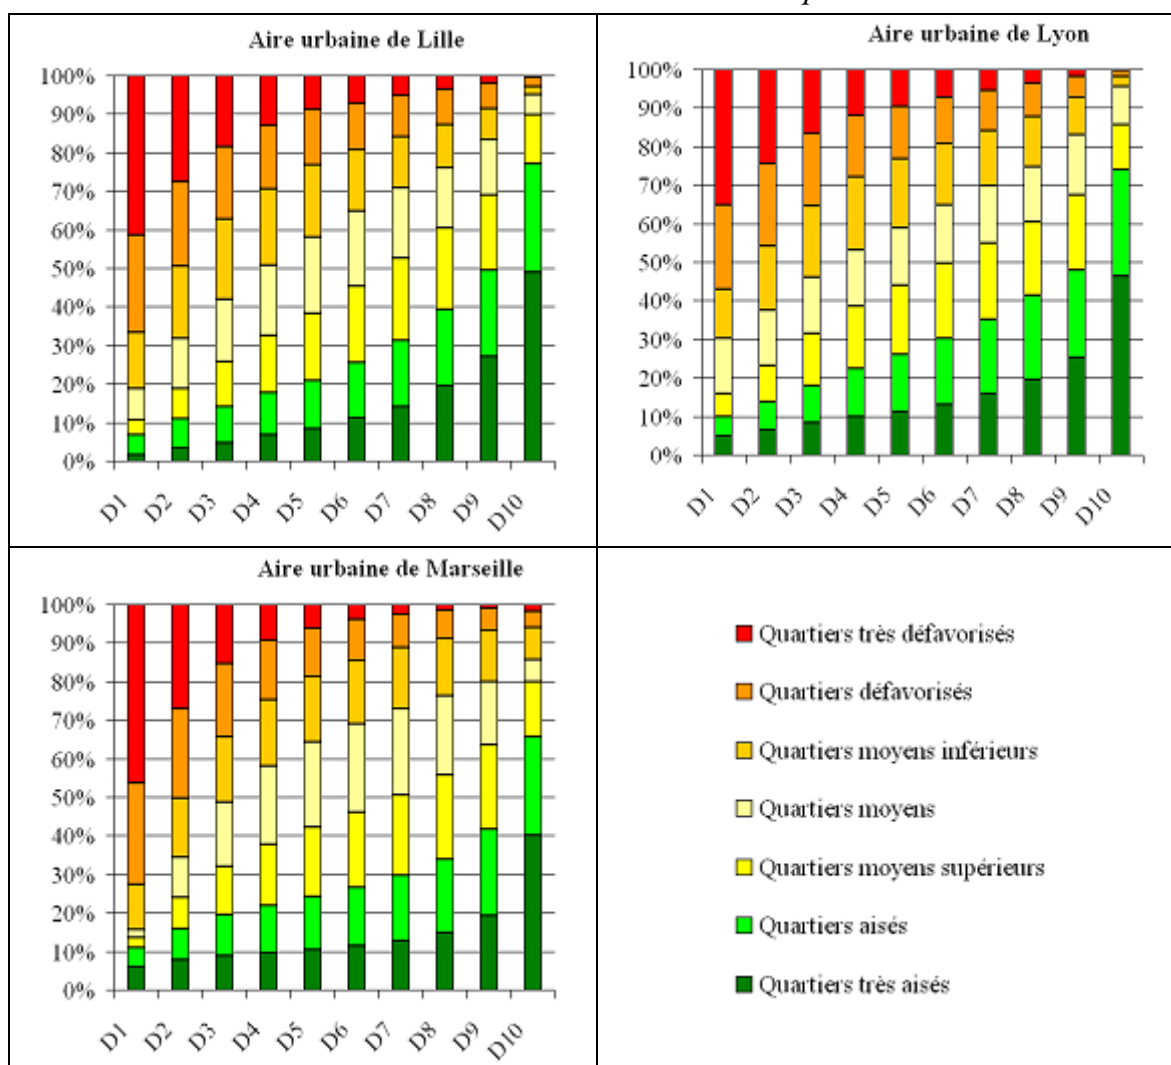 Aire urbaine de Lille
100%
90%
80%
70%
60%
50%
40%
30%
20%
10%
0%
D1 D2 D3 D4 D5 D6 D7 D8 D9 D10
Aire urbaine de Lyon
100%
90%
80%
70%
60%
50%
40%
30%
20%
10%
0%
D1 D2 D3 D4 D5 D6 D7 D8 D9 D10
Aire urbaine de Marseille
100%
90%
80%
70%
60%
50%
40%
30%
20%
10%
0%
D1 D2 D3 D4 D5 D6 D7 D8 D9 D10
Quartiers très défavorisés
Quartiers défavorisés
Quartiers moyens inférieurs
Quartiers moyens
Quartiers moyens supérieurs
Quartiers aisés
Quartiers très aisés